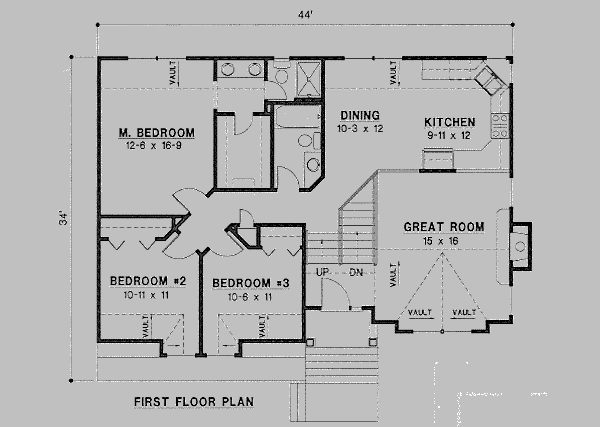 44'
34'
VAULT
M. BEDROOM
12-6 x 16-9
DINING
10-3 x 12
KITCHEN
9-11 x 12
GREAT ROOM
15 x 16
UP DN
VAULT
BEDROOM #2
10-11 x 11
BEDROOM #3
10-6 x 11
VAULT
VAULT
VAULT VAULT
VAULT
FIRST FLOOR PLAN